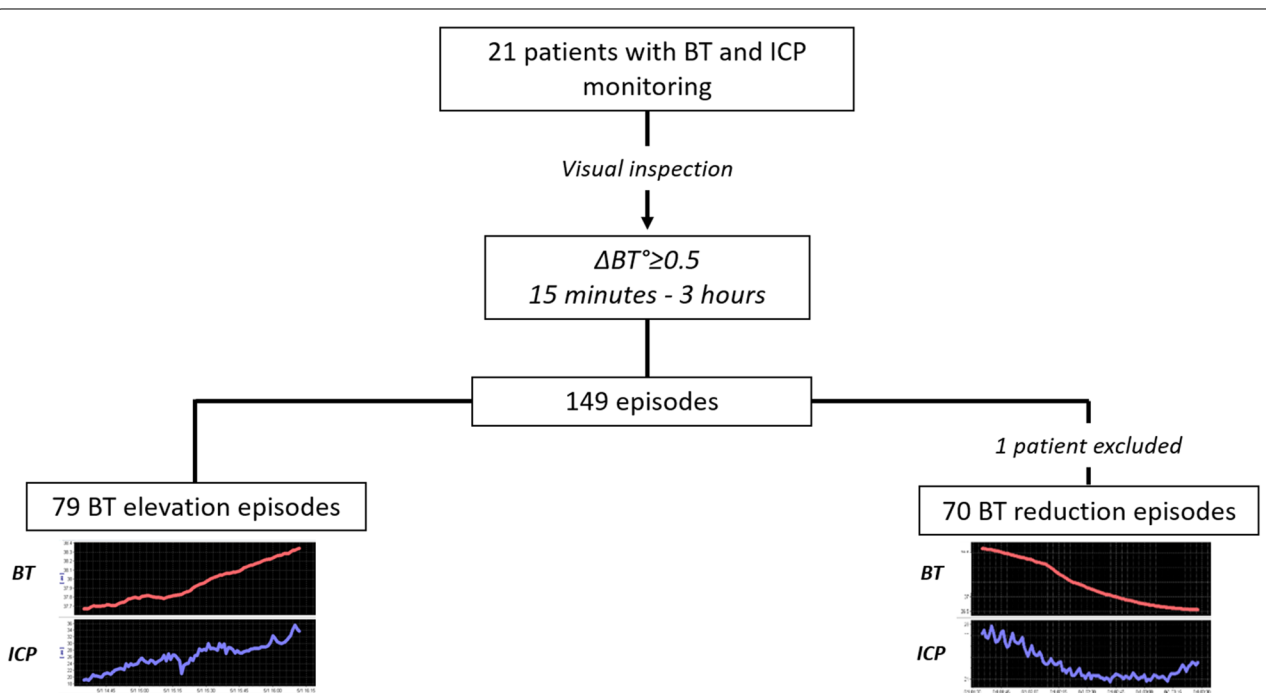 21 patients with BT and ICP
monitoring
Visual inspection
ΔBT°≥0.5
15 minutes - 3 hours
149 episodes
1 patient excluded
79 BT elevation episodes
70 BT reduction episodes
BT
ICP
BT
ICP